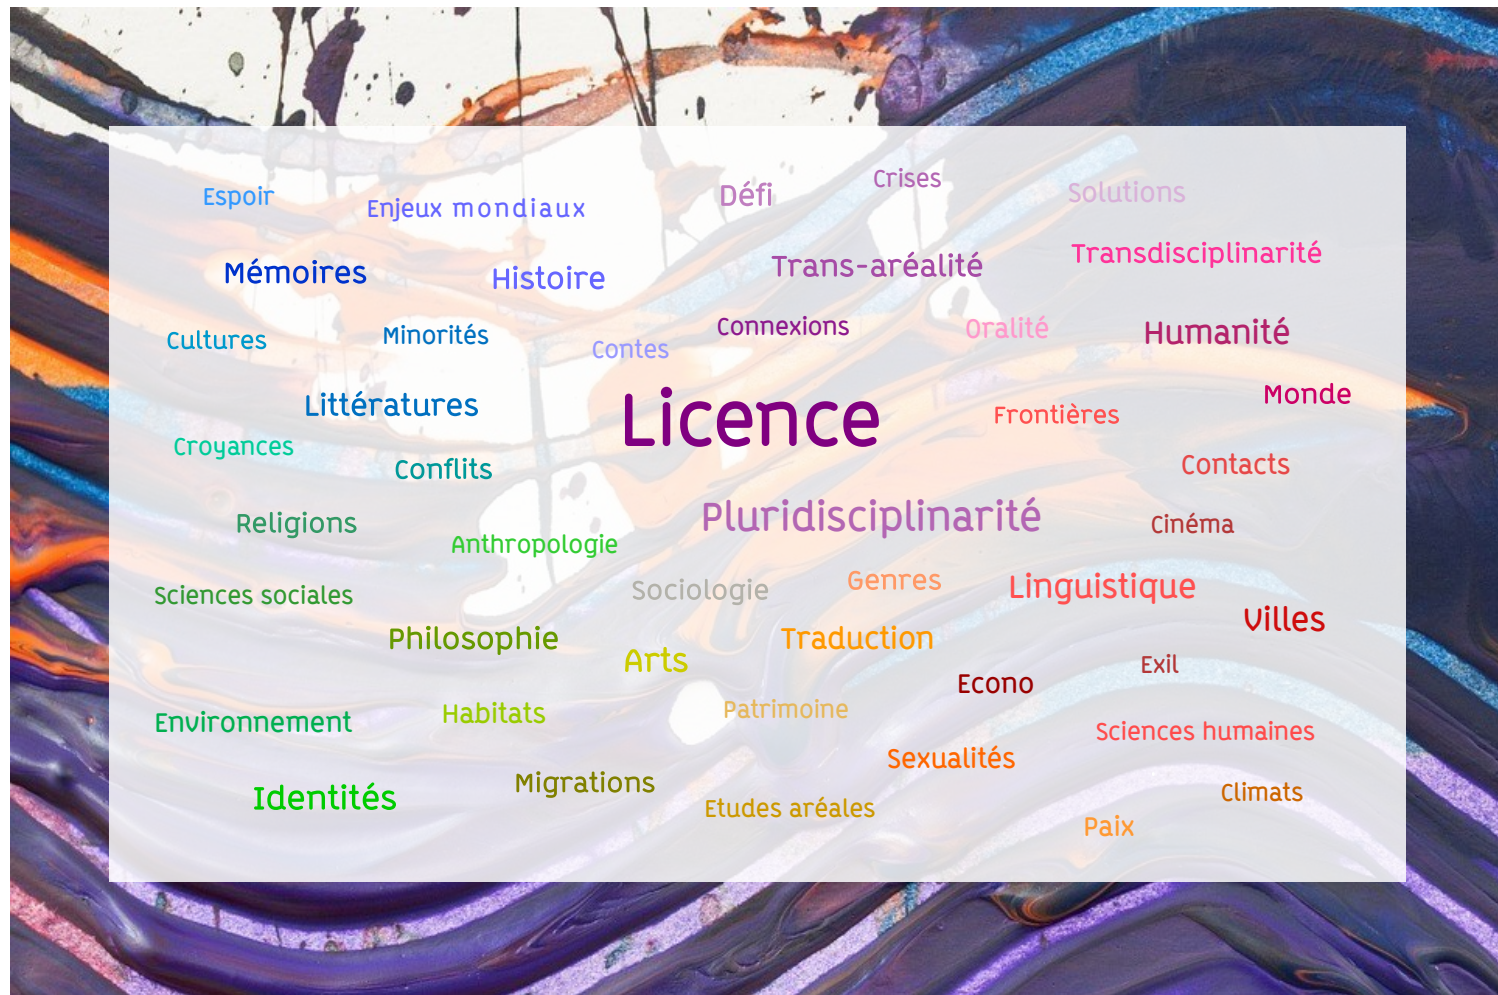 Espoir
Enjeux mondiaux
Défi
Crises
Solutions
Mémoires
Histoire
Trans-aréalité
Transdisciplinarité
Cultures
Minorités
Contes
Connexions
Oralité
Humanité
Littératures
Licence
Frontières
Monde
Croyances
Conflits
Contacts
Religions
Anthropologie
Pluridisciplinarité
Cinéma
Sciences sociales
Sociologie
Genres
Linguistique
Villes
Philosophie
Arts
Traduction
Econo
Exil
Environnement
Habitats
Patrimoine
Sciences humaines
Identités
Migrations
Etudes aréales
Sexualités
Climats
Paix